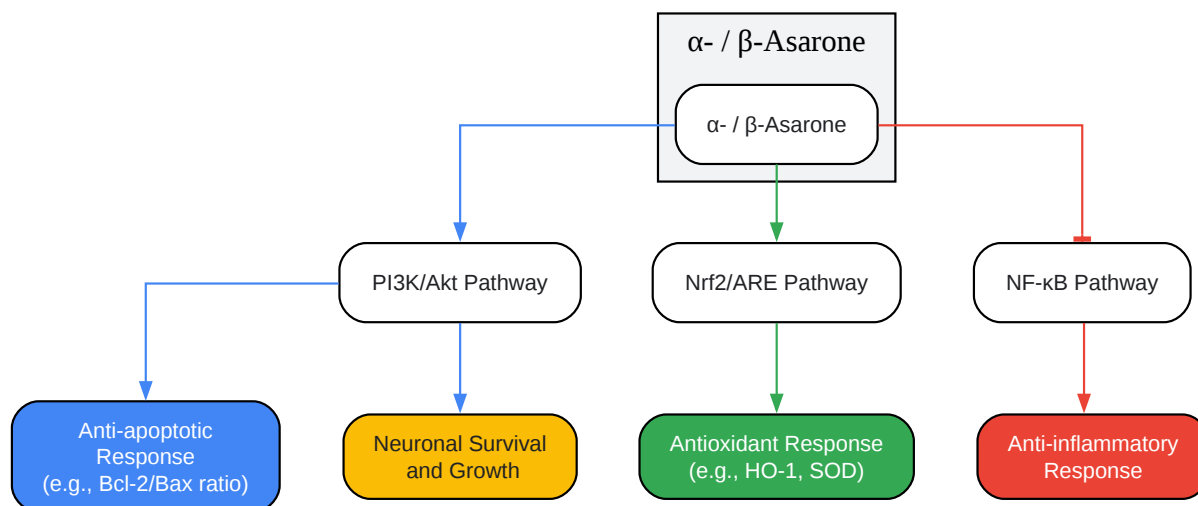 α- / β-Asarone
α- / β-Asarone
PI3K/Akt Pathway
Nrf2/ARE Pathway
NF-κB Pathway
Anti-apoptotic
Response
(e.g., Bcl-2/Bax ratio)
Neuronal Survival
and Growth
Antioxidant Response
(e.g., HO-1, SOD)
Anti-inflammatory
Response